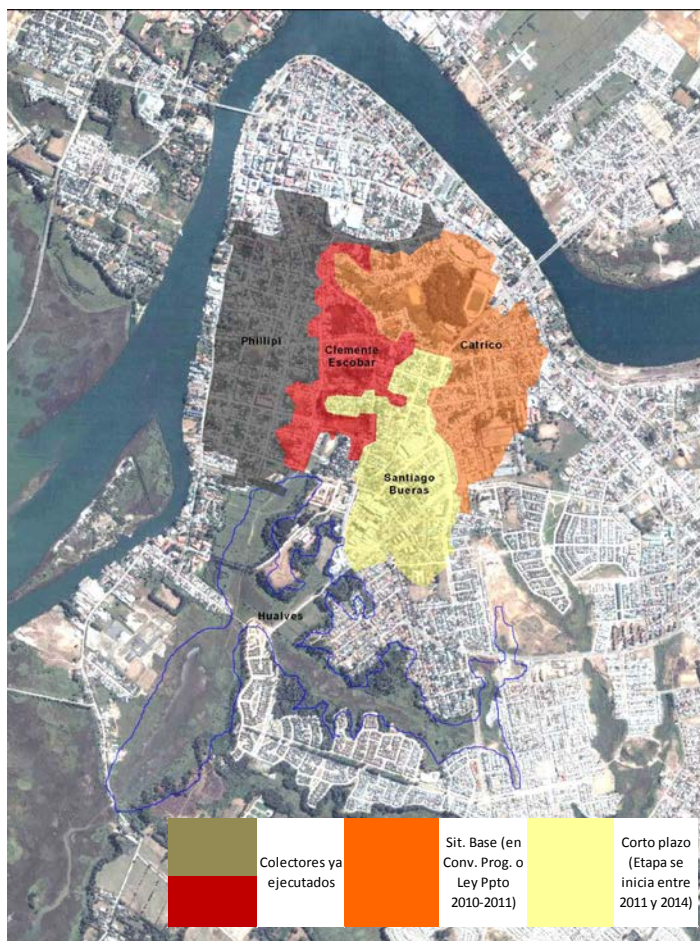 Phillipi
Clemente
Escobar
Catrico
Santiago
Bueras
Hualves
Colectores ya
ejecutados
Sit. Base (en
Conv. Prog. o
Ley Ppto
2010-2011)
Corto plazo
(Etapa se
inicia entre
2011 y 2014)